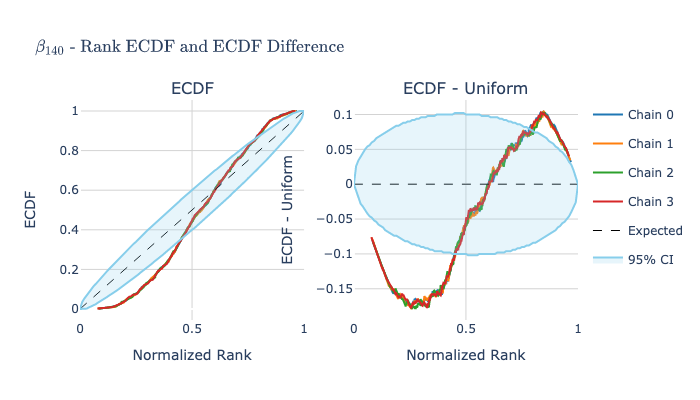 β₁₄₀ - Rank ECDF and ECDF Difference
ECDF
ECDF
1
0.8
0.6
0.4
0.2
0
0
0.5
1
Normalized Rank
ECDF - Uniform
ECDF - Uniform
0.1
0.05
0
−0.05
−0.1
−0.15
0
0.5
1
Normalized Rank
Chain 0
Chain 1
Chain 2
Chain 3
Expected
95% CI